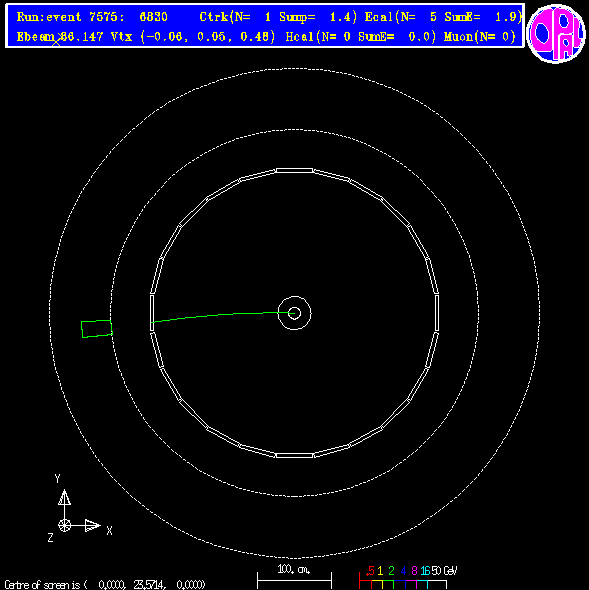 Run:event 7575: 6830 Ctrk(N= 1 Sump= 1.4) Ecal(N= 5 SumE= 1.9)
Ebeam 86.147 Vtx (-0.06, 0.05, 0.48) Hcal(N= 0 SumE= 0.0) Muon(N= 0)
OPAL
Y
X
Z
100. cm.
.5 1 2 4 8 16 50 GeV
Centre of screen is ( 0.0000, 23.5714, 0.0000)